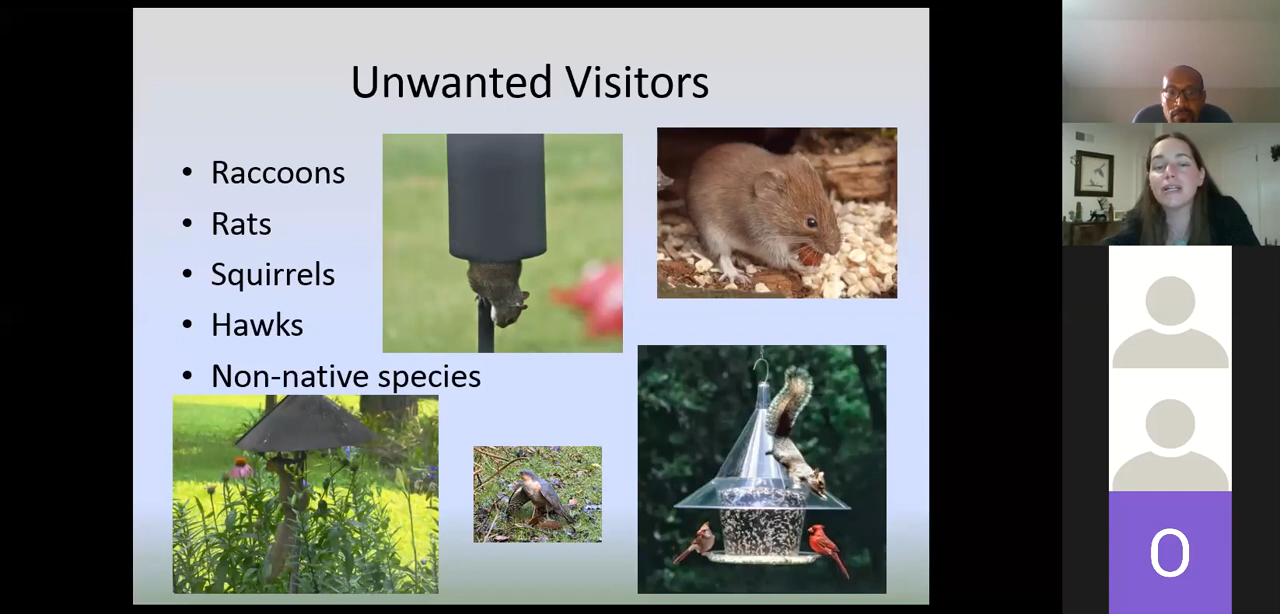 Unwanted Visitors
• Raccoons
• Rats
• Squirrels
• Hawks
• Non-native species
O